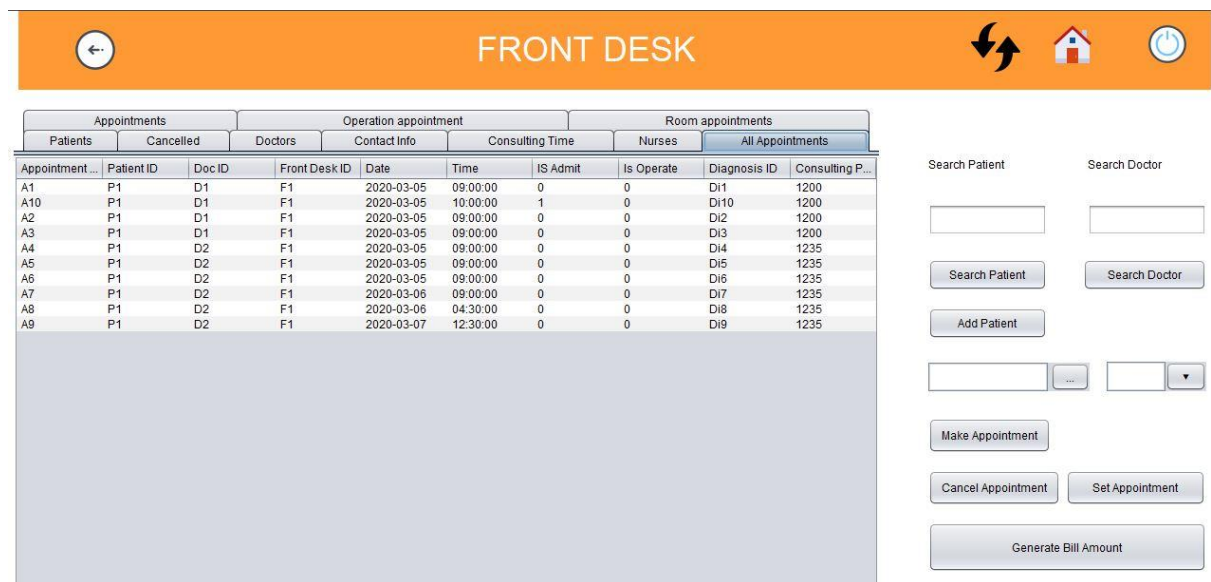 FRONT DESK
Appointments Operation appointment Room appointments
Patients Cancelled Doctors Contact Info Consulting Time Nurses All Appointments
Appointment ... Patient ID Doc ID Front Desk ID Date Time IS Admit Is Operate Diagnosis ID Consulting P...
A1 P1 D1 F1 2020-03-05 09:00:00 0 0 Di1 1200
A10 P1 D1 F1 2020-03-05 10:00:00 1 0 Di10 1200
A2 P1 D1 F1 2020-03-05 09:00:00 0 0 Di2 1200
A3 P1 D1 F1 2020-03-05 09:00:00 0 0 Di3 1200
A4 P1 D2 F1 2020-03-05 09:00:00 0 0 Di4 1235
A5 P1 D2 F1 2020-03-05 09:00:00 0 0 Di5 1235
A6 P1 D2 F1 2020-03-05 09:00:00 0 0 Di6 1235
A7 P1 D2 F1 2020-03-06 09:00:00 0 0 Di7 1235
A8 P1 D2 F1 2020-03-06 04:30:00 0 0 Di8 1235
A9 P1 D2 F1 2020-03-07 12:30:00 0 0 Di9 1235
Search Patient Search Doctor
Search Patient Search Doctor
Add Patient
...
Make Appointment
Cancel Appointment Set Appointment
Generate Bill Amount